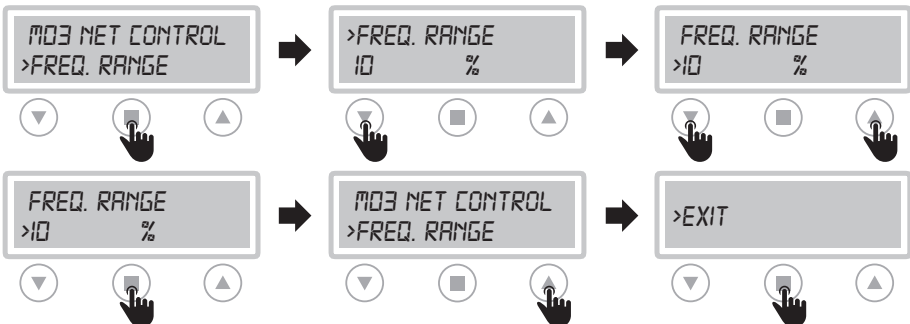 MD3 NET CONTROL
>FREQ. RANGE
>FREQ. RANGE
10 %
FREQ. RANGE
>10 %
FREQ. RANGE
>10 %
MD3 NET CONTROL
>FREQ. RANGE
>EXIT